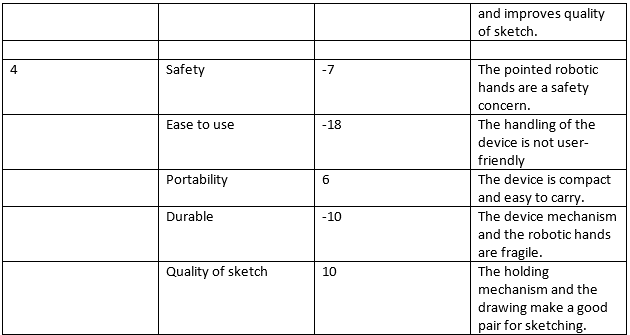 and improves quality
of sketch.
4 Safety -7 The pointed robotic
hands are a safety
concern.
Ease to use -18 The handling of the
device is not user-
friendly
Portability 6 The device is compact
and easy to carry.
Durable -10 The device mechanism
and the robotic hands
are fragile.
Quality of sketch 10 The holding
mechanism and the
drawing make a good
pair for sketching.